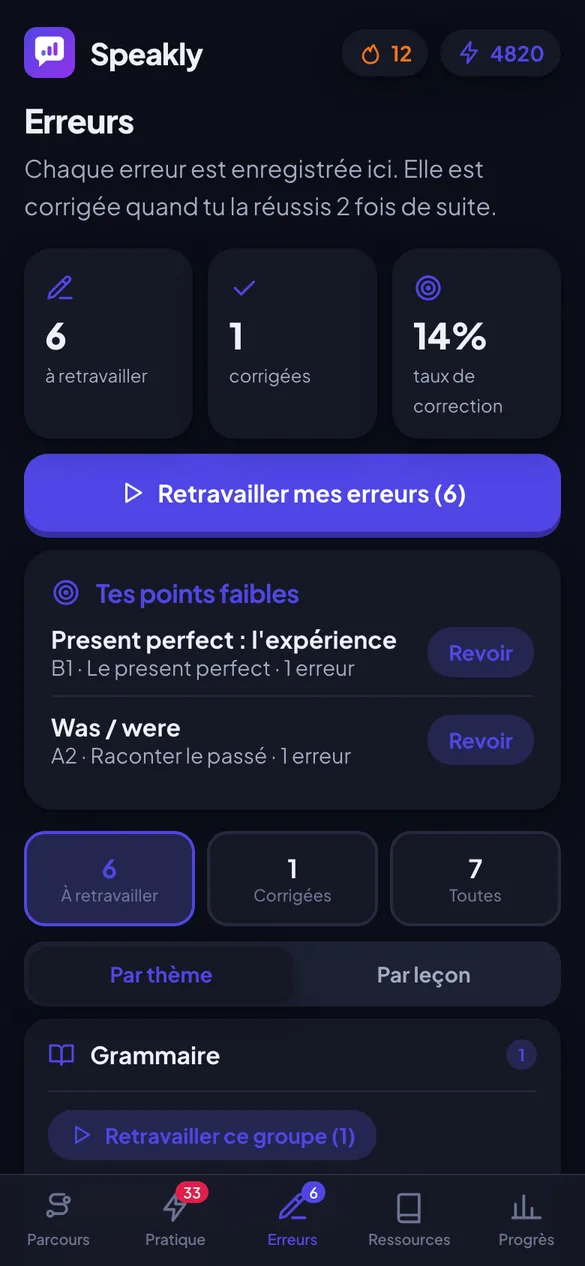 Speakly
12
4820
Erreurs
Chaque erreur est enregistrée ici. Elle est
corrigée quand tu la réussis 2 fois de suite.
6
à retravailler
1
corrigées
14%
taux de
correction
Retravailler mes erreurs (6)
Tes points faibles
Present perfect : l'expérience
B1 · Le present perfect · 1 erreur
Revoir
Was / were
A2 · Raconter le passé · 1 erreur
Revoir
6
À retravailler
1
Corrigées
7
Toutes
Par thème
Par leçon
Grammaire
1
Retravailler ce groupe (1)
33
6
Parcours
Pratique
Erreurs
Ressources
Progrès